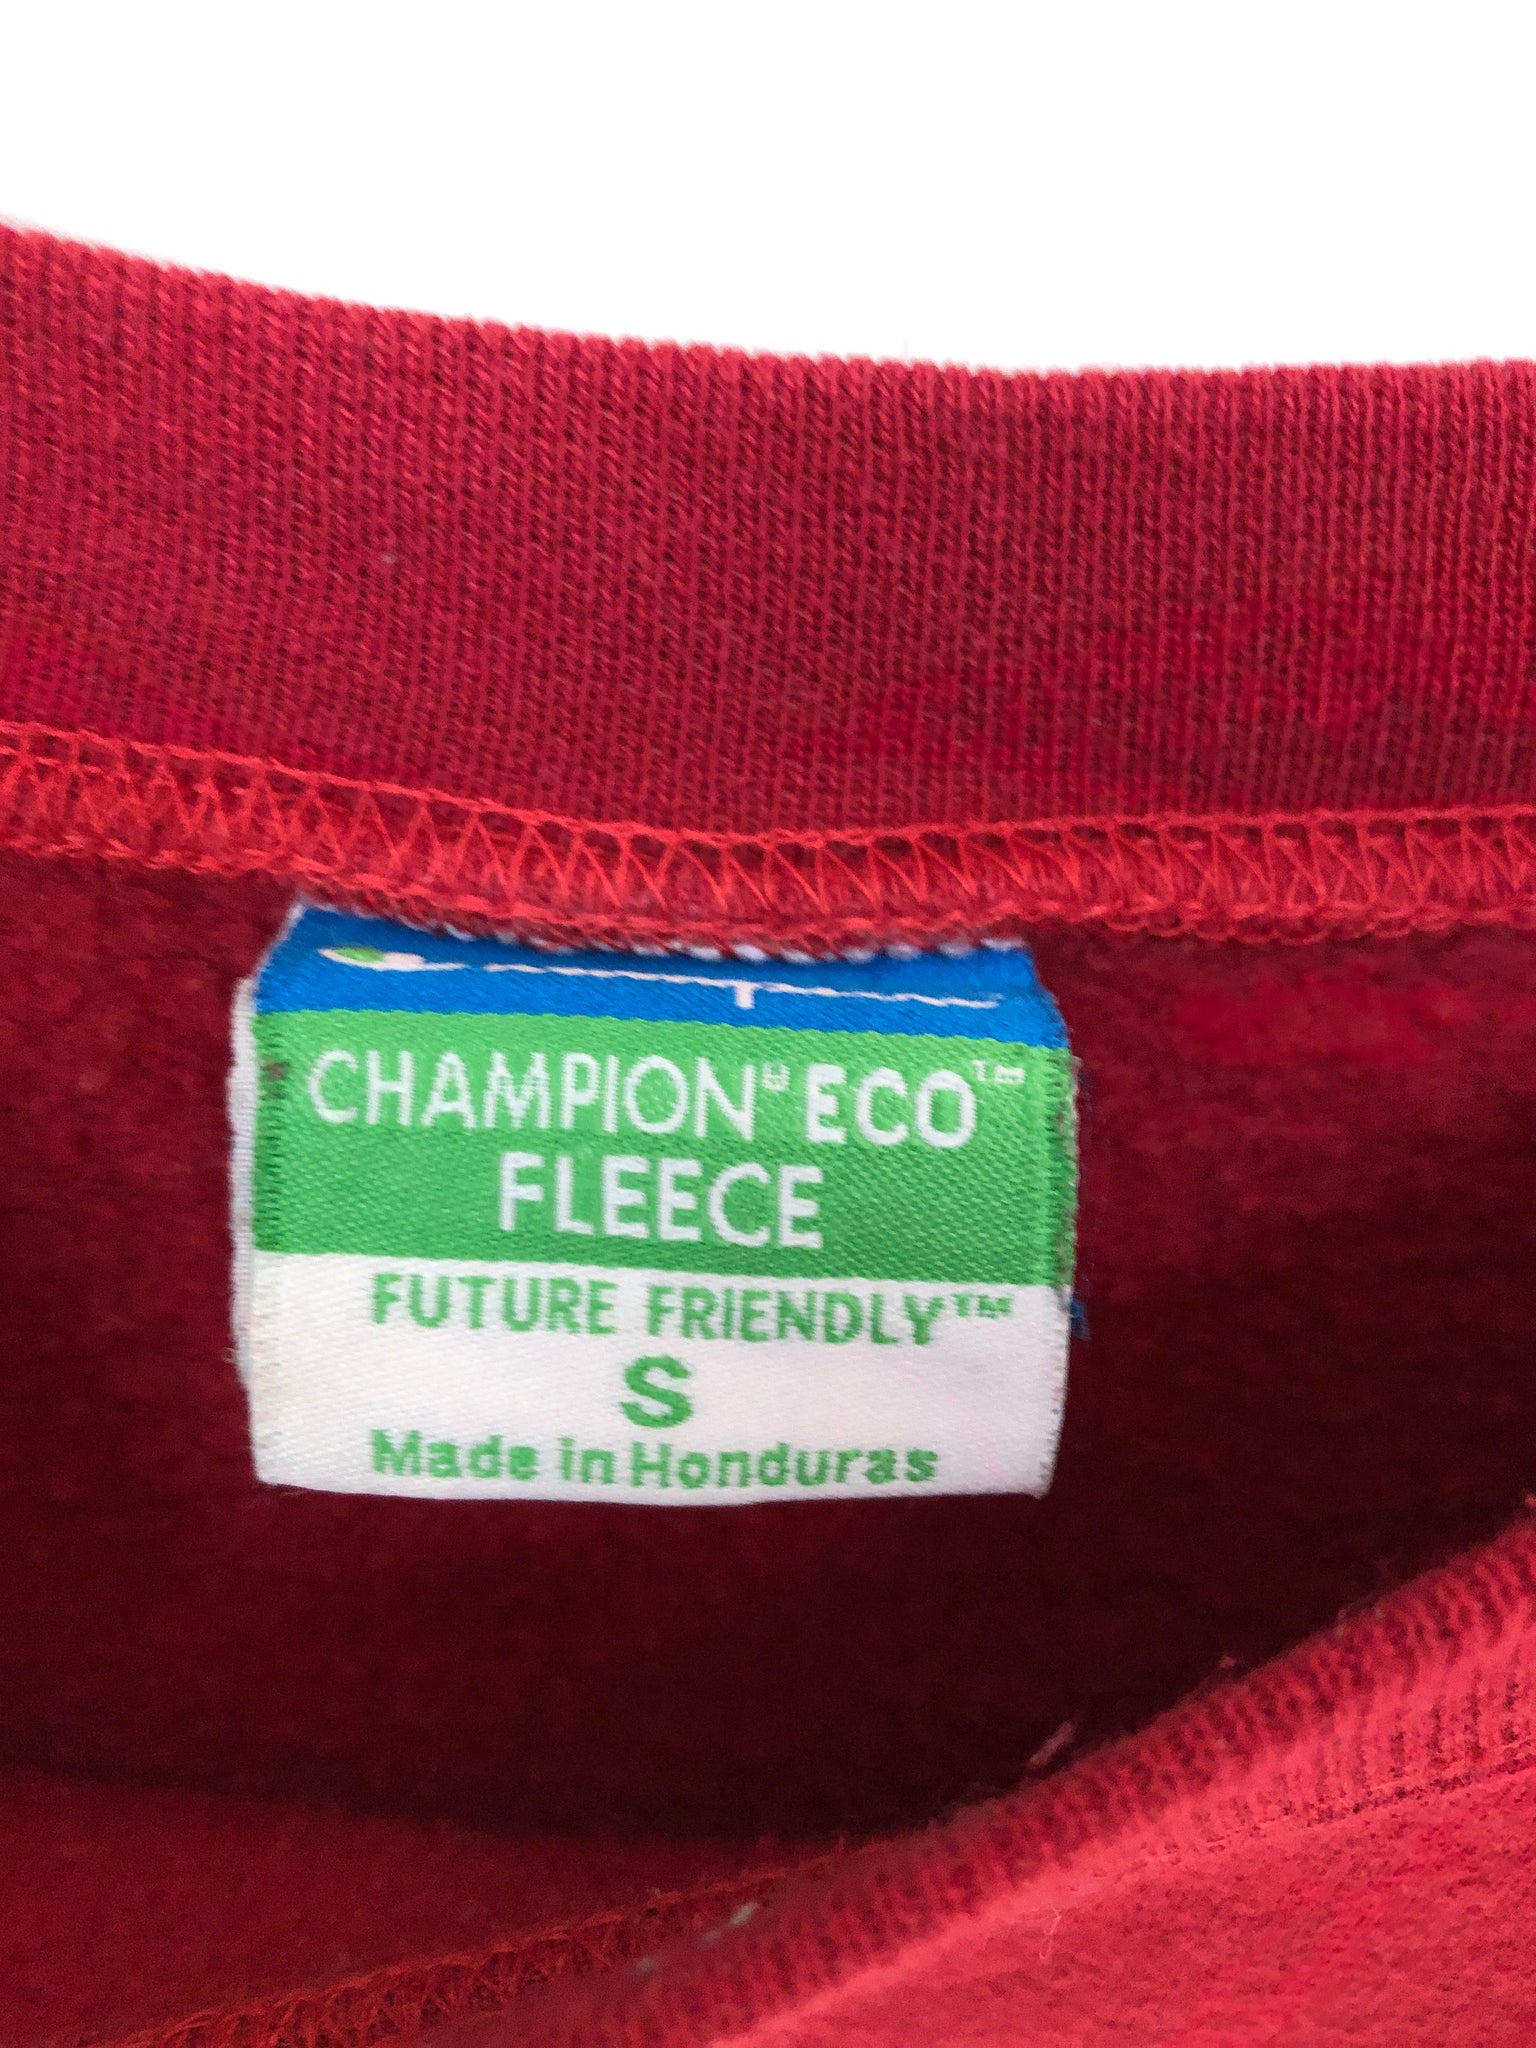 CHAMPION® ECO™
FLEECE
FUTURE FRIENDLY™
S
Made in Honduras